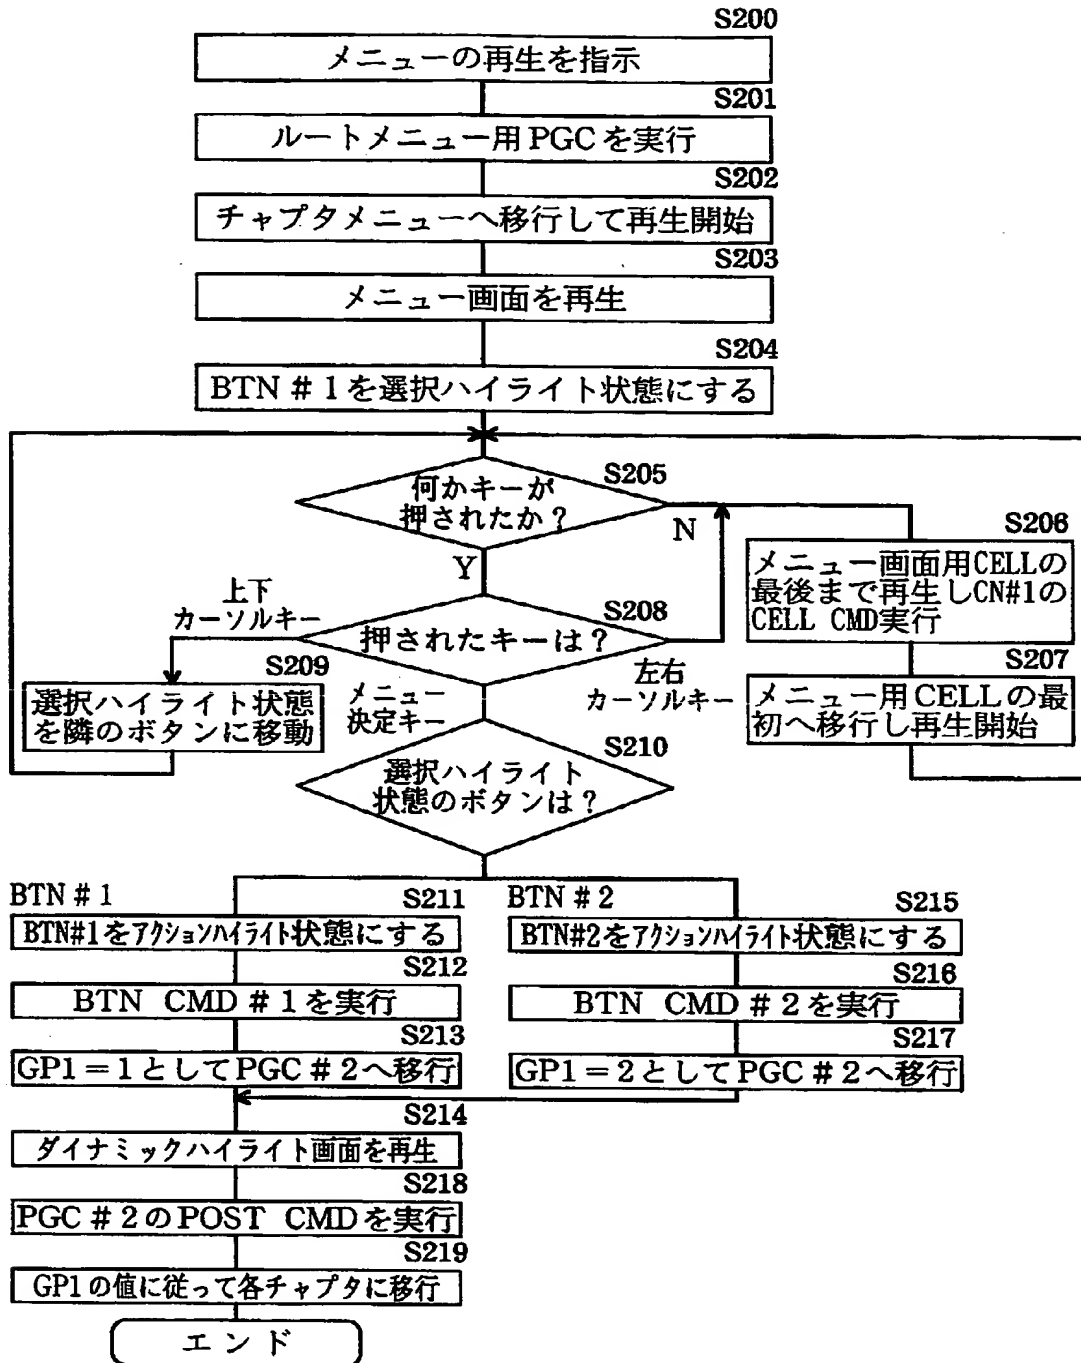 S200
メニューの再生を指示
S201
ルートメニュー用PGCを実行
S202
チャプタメニューへ移行して再生開始
S203
メニュー画面を再生
S204
BTN#1を選択ハイライト状態にする
S205
何かキーが
押されたか?
N
Y
S206
メニュー画面用CELLの
最後まで再生しCN#1の
CELL CMD実行
S207
メニュー用CELLの最
初へ移行し再生開始
S208
押されたキーは?
上下
カーソルキー
左右
カーソルキー
メニュー
決定キー
S209
選択ハイライト状態
を隣のボタンに移動
S210
選択ハイライト
状態のボタンは?
BTN#1
S211
BTN#1をアクションハイライト状態にする
S212
BTN CMD#1を実行
S213
GP1=1としてPGC#2へ移行
BTN#2
S215
BTN#2をアクションハイライト状態にする
S216
BTN CMD#2を実行
S217
GP1=2としてPGC#2へ移行
S214
ダイナミックハイライト画面を再生
S218
PGC#2のPOST CMDを実行
S219
GP1の値に従って各チャプタに移行
エンド